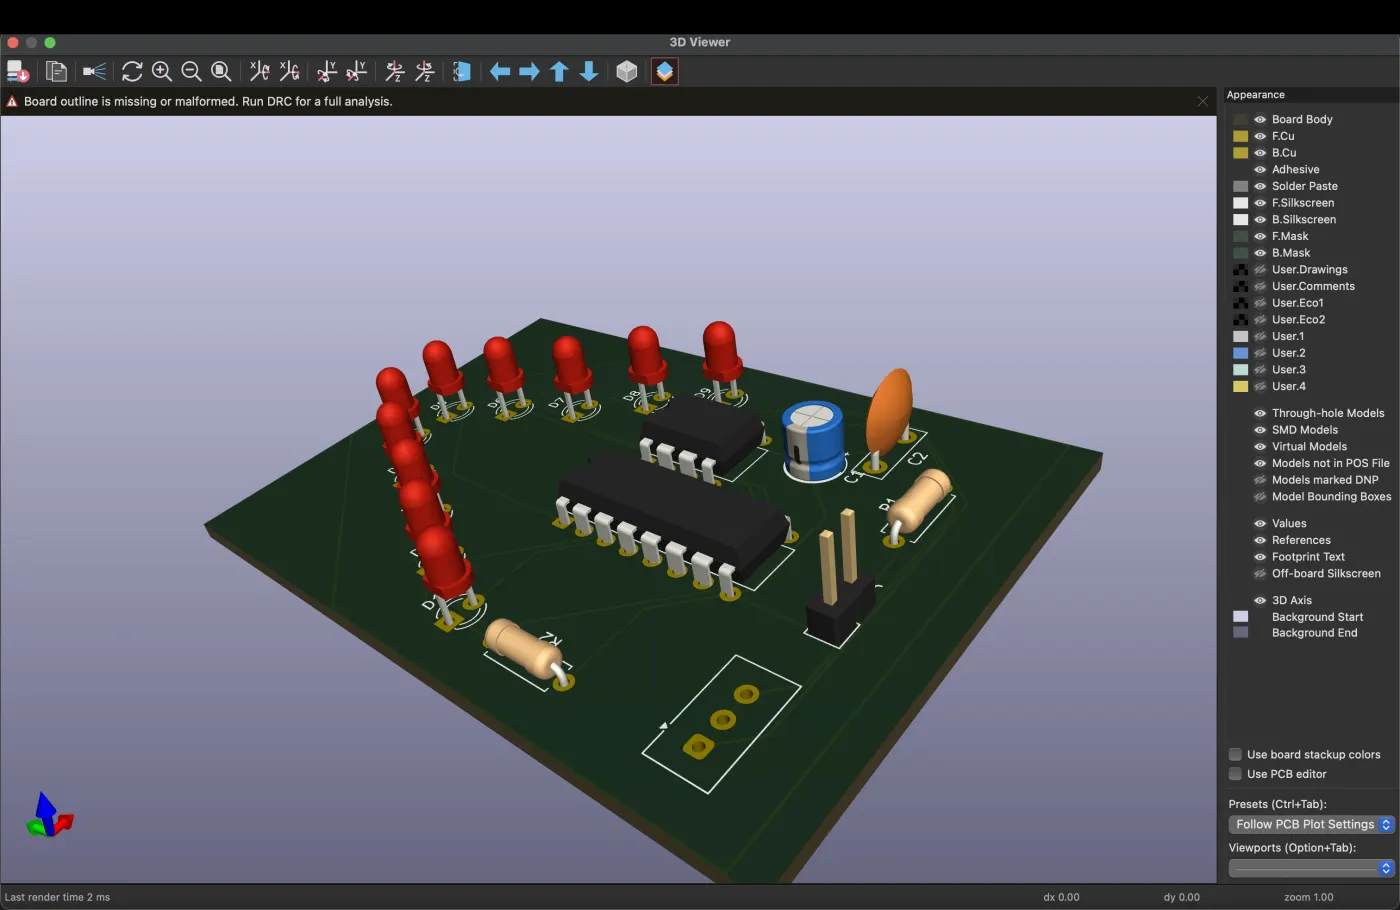 3D Viewer
Board outline is missing or malformed. Run DRC for a full analysis.
Appearance
Board Body
F.Cu
B.Cu
Adhesive
Solder Paste
F.Silkscreen
B.Silkscreen
F.Mask
B.Mask
User.Drawings
User.Comments
User.Eco1
User.Eco2
User.1
User.2
User.3
User.4
Through-hole Models
SMD Models
Virtual Models
Models not in POS File
Models marked DNP
Model Bounding Boxes
Values
References
Footprint Text
Off-board Silkscreen
3D Axis
Background Start
Background End
Use board stackup colors
Use PCB editor
Presets (Ctrl+Tab):
Follow PCB Plot Settings
Viewports (Option+Tab):
D7
D8
D9
C1
C2
R2
Last render time 2 ms
dx 0.00
dy 0.00
zoom 1.00